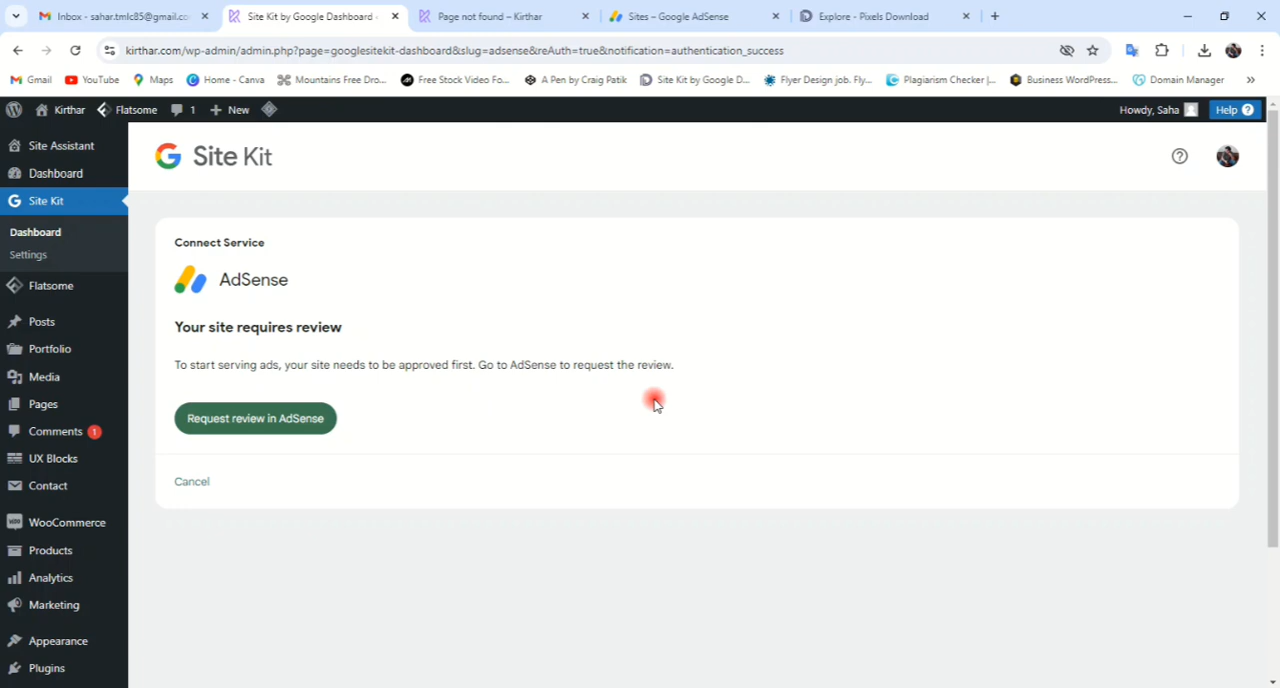 Inbox - sahar.tmlc85@gmail.co
Site Kit by Google Dashboard -
Page not found – Kirthar
Sites – Google AdSense
Explore - Pixels Download
kirthar.com/wp-admin/admin.php?page=googlesitekit-dashboard&slug=adsense&reAuth=true&notification=authentication_success
Gmail
YouTube
Maps
Home - Canva
Mountains Free Dro...
Free Stock Video Fo...
A Pen by Craig Patik
Site Kit by Google D...
Flyer Design job. Fly...
Plagiarism Checker |...
Business WordPress...
Domain Manager
»
Kirthar
Flatsome
1
+ New
Howdy, Saha
Help ?
Site Assistant
Dashboard
Site Kit
Dashboard
Settings
Flatsome
Posts
Portfolio
Media
Pages
Comments 1
UX Blocks
Contact
WooCommerce
Products
Analytics
Marketing
Appearance
Plugins
Site Kit
Connect Service
AdSense
Your site requires review
To start serving ads, your site needs to be approved first. Go to AdSense to request the review.
Request review in AdSense
Cancel